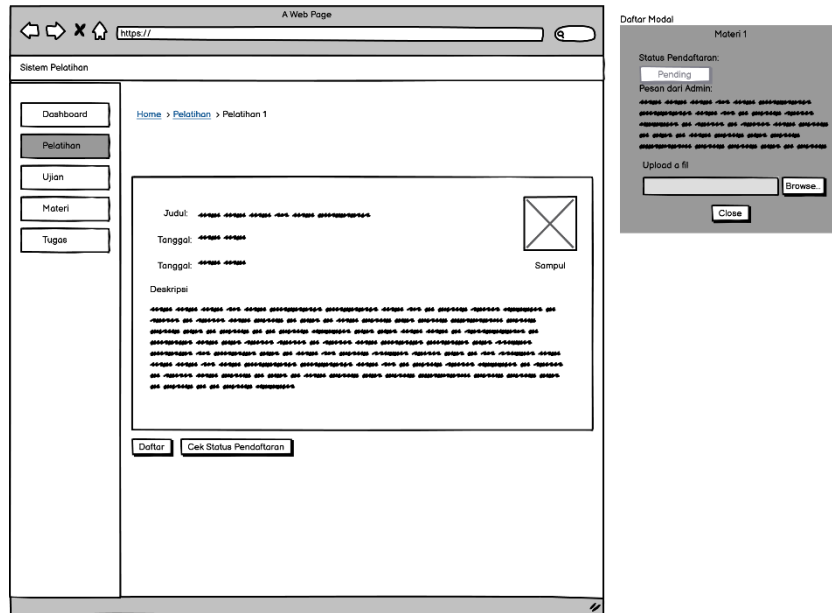 A Web Page
https://
Sistem Pelatihan
Dashboard
Pelatihan
Ujian
Materi
Tugas
Home > Pelatihan > Pelatihan 1
Judul:
Tanggal:
Tanggal:
Sampul
Deskripsi
Daftar
Cek Status Pendaftaran
Daftar Modal
Materi 1
Status Pendaftaran:
Pending
Pesan dari Admin:
Upload a fil
Browse...
Close